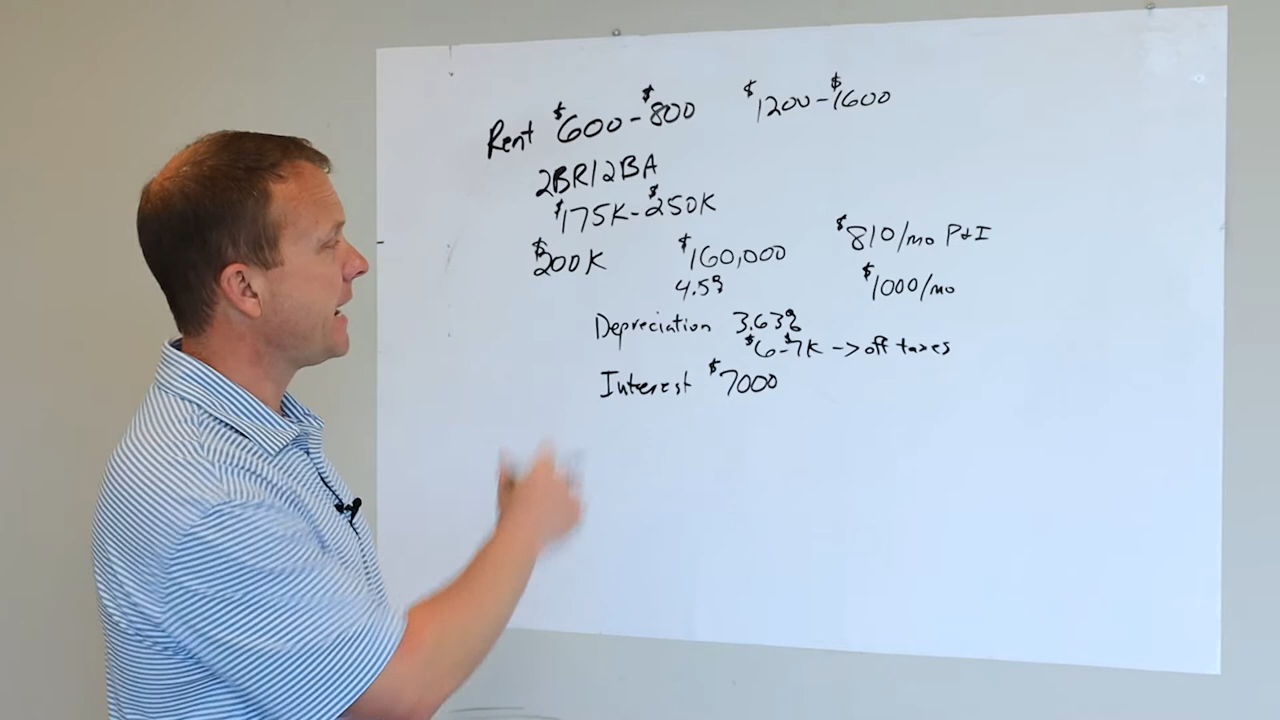 Rent $600-$800 $1200-$1600
2BR/2BA
$175K-$250K
$200K $160,000 $810/mo P&I
4.5% $1000/mo
Depreciation 3.63%
$6-$7K -> off taxes
Interest $7000